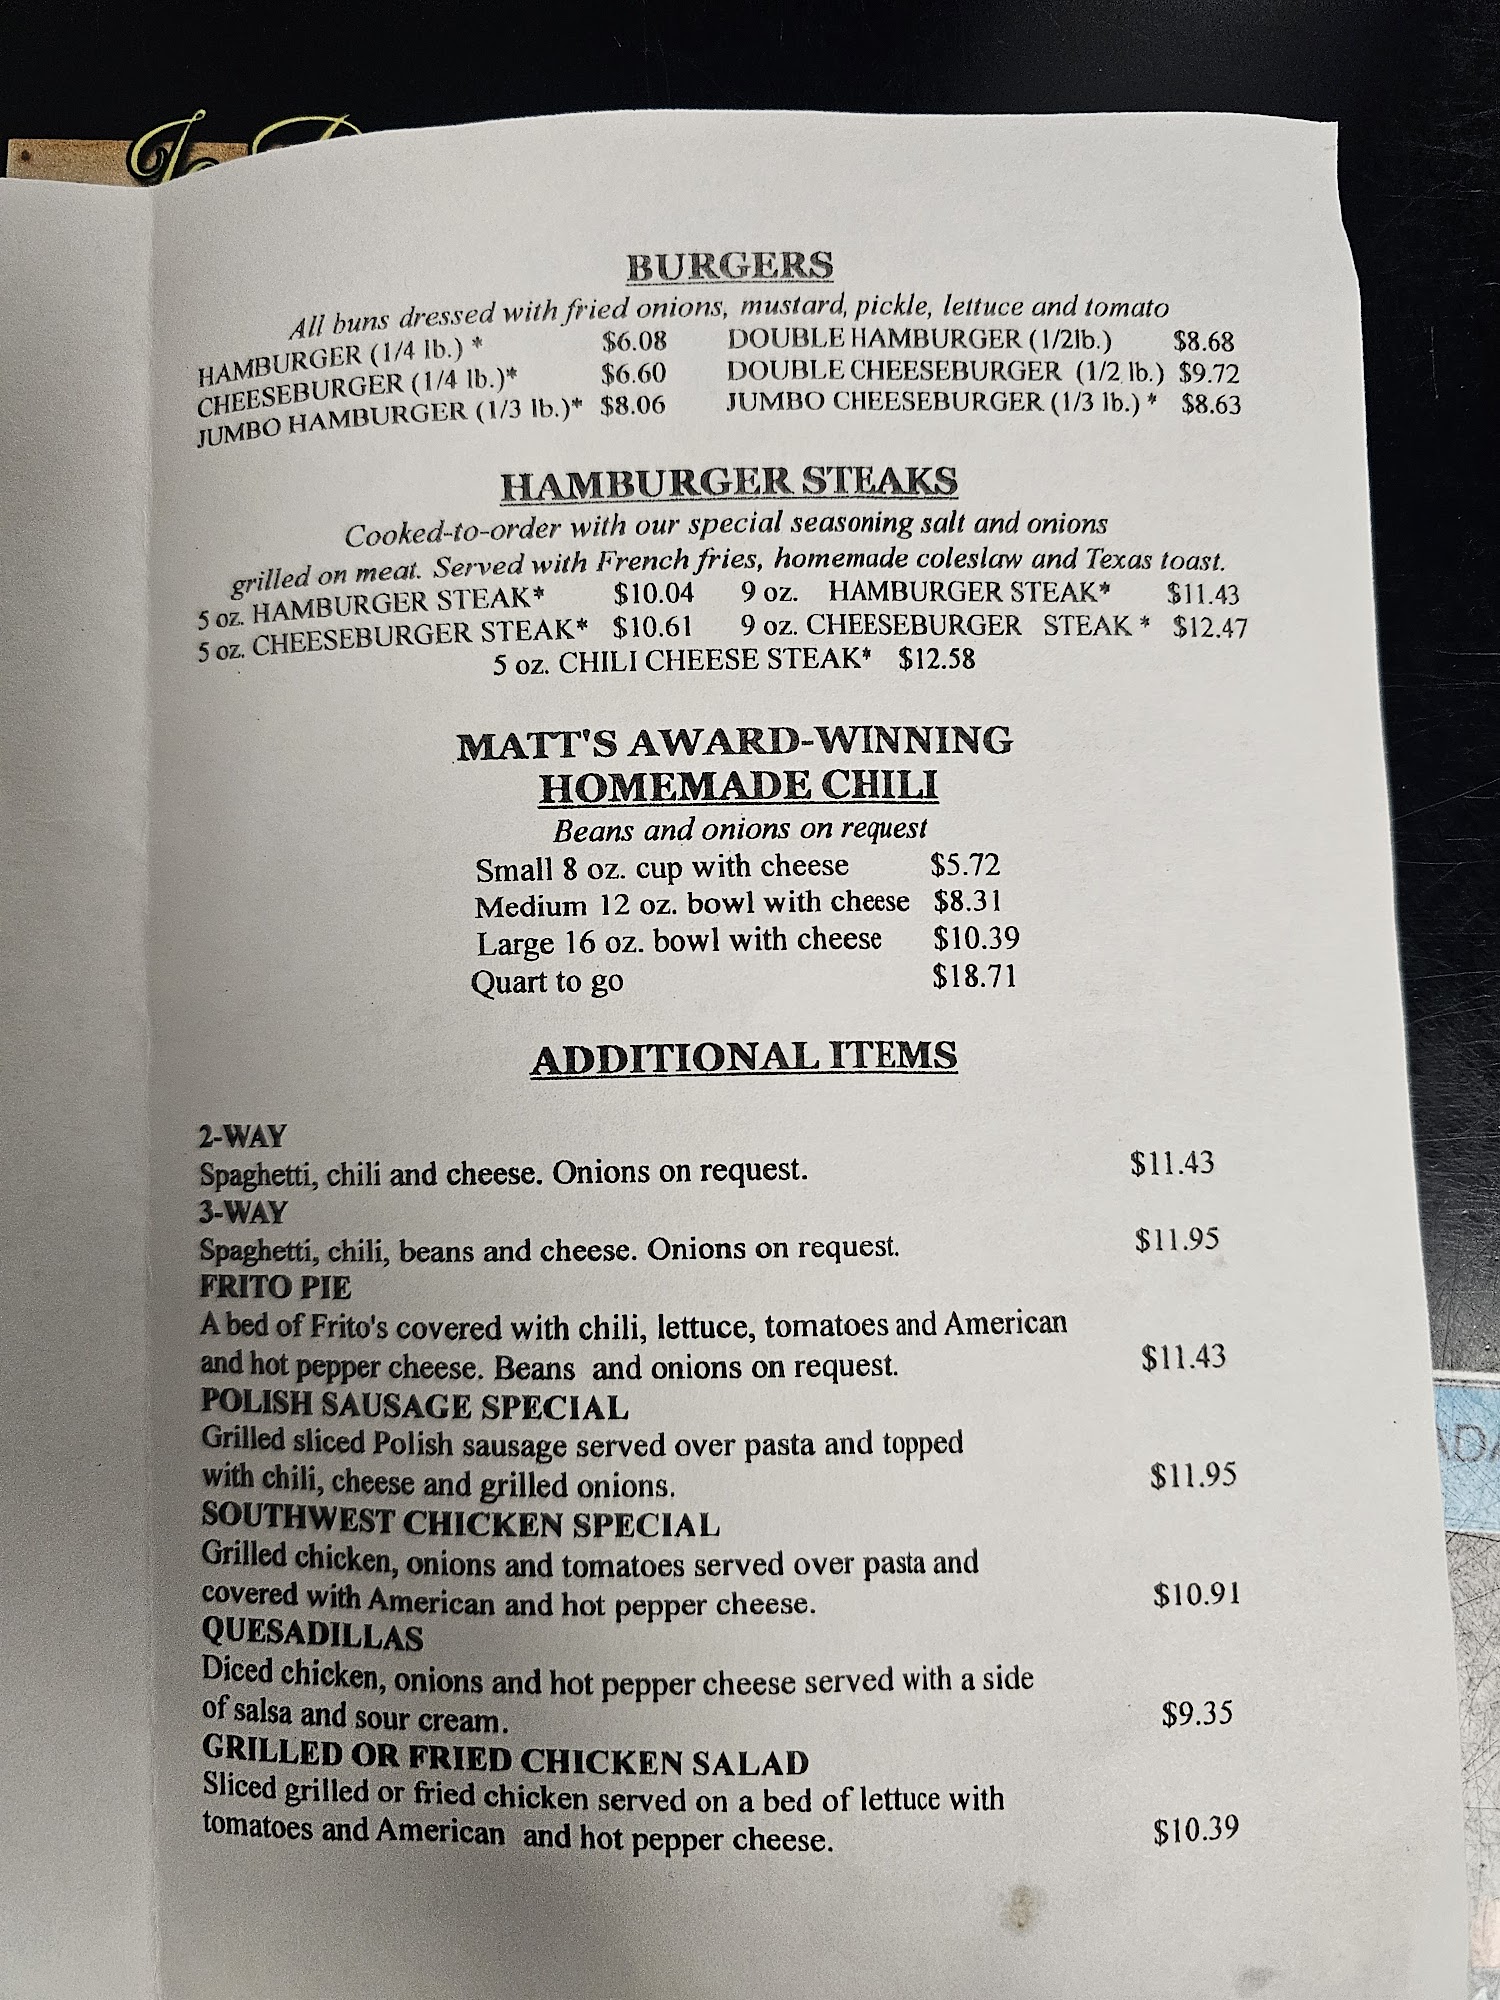 BURGERS
All buns dressed with fried onions, mustard, pickle, lettuce and tomato
HAMBURGER (1/4 lb.) * $6.08 DOUBLE HAMBURGER (1/2lb.) $8.68
CHEESEBURGER (1/4 lb.)* $6.60 DOUBLE CHEESEBURGER (1/2 lb.) $9.72
JUMBO HAMBURGER (1/3 lb.)* $8.06 JUMBO CHEESEBURGER (1/3 lb.) * $8.63
HAMBURGER STEAKS
Cooked-to-order with our special seasoning salt and onions
grilled on meat. Served with French fries, homemade coleslaw and Texas toast.
5 oz. HAMBURGER STEAK* $10.04 9 oz. HAMBURGER STEAK* $11.43
5 oz. CHEESEBURGER STEAK* $10.61 9 oz. CHEESEBURGER STEAK * $12.47
5 oz. CHILI CHEESE STEAK* $12.58
MATT'S AWARD-WINNING
HOMEMADE CHILI
Beans and onions on request
Small 8 oz. cup with cheese $5.72
Medium 12 oz. bowl with cheese $8.31
Large 16 oz. bowl with cheese $10.39
Quart to go $18.71
ADDITIONAL ITEMS
2-WAY
Spaghetti, chili and cheese. Onions on request. $11.43
3-WAY
Spaghetti, chili, beans and cheese. Onions on request. $11.95
FRITO PIE
A bed of Frito's covered with chili, lettuce, tomatoes and American
and hot pepper cheese. Beans and onions on request. $11.43
POLISH SAUSAGE SPECIAL
Grilled sliced Polish sausage served over pasta and topped
with chili, cheese and grilled onions. $11.95
SOUTHWEST CHICKEN SPECIAL
Grilled chicken, onions and tomatoes served over pasta and
covered with American and hot pepper cheese. $10.91
QUESADILLAS
Diced chicken, onions and hot pepper cheese served with a side
of salsa and sour cream. $9.35
GRILLED OR FRIED CHICKEN SALAD
Sliced grilled or fried chicken served on a bed of lettuce with
tomatoes and American and hot pepper cheese. $10.39